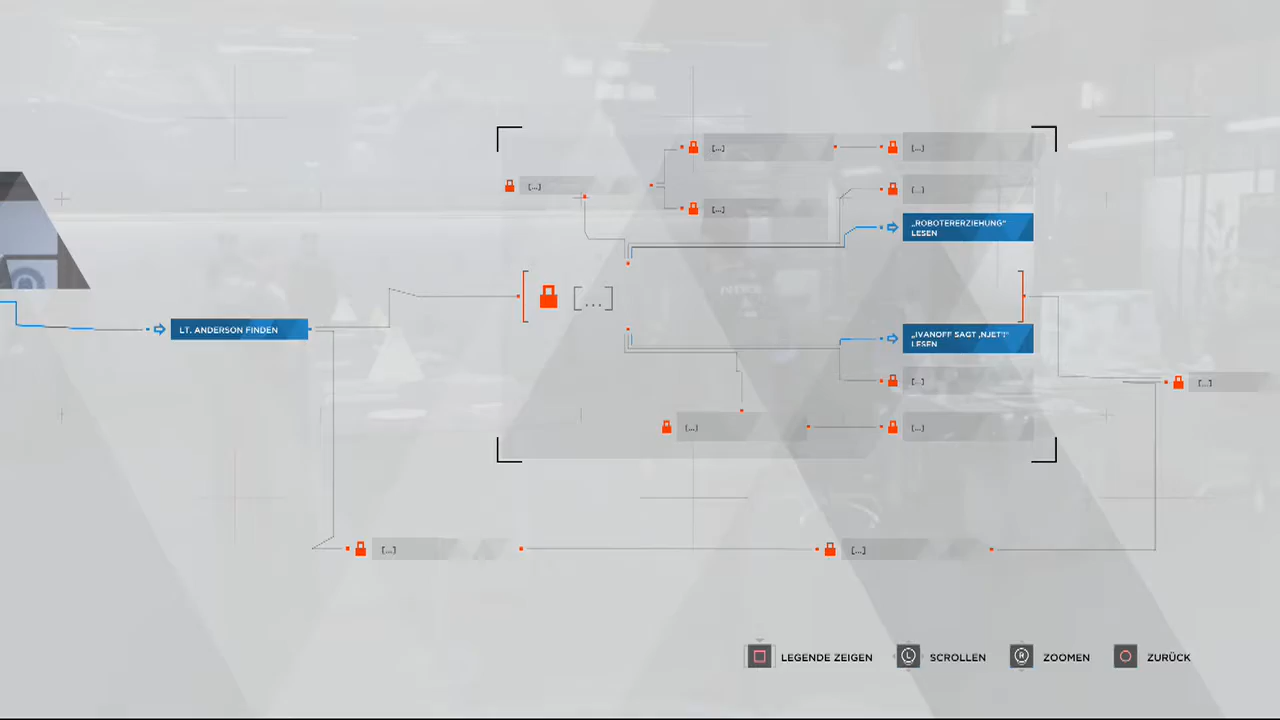 [...]
[...]
[...]
[...]
[...]
„ROBOTERERZIEHUNG“
LESEN
[...]
LT. ANDERSON FINDEN
„IVANOFF SAGT ‚NJET‘!“
LESEN
[...]
[...]
[...]
[...]
[...]
[...]
LEGENDE ZEIGEN
L
SCROLLEN
R
ZOOMEN
ZURÜCK